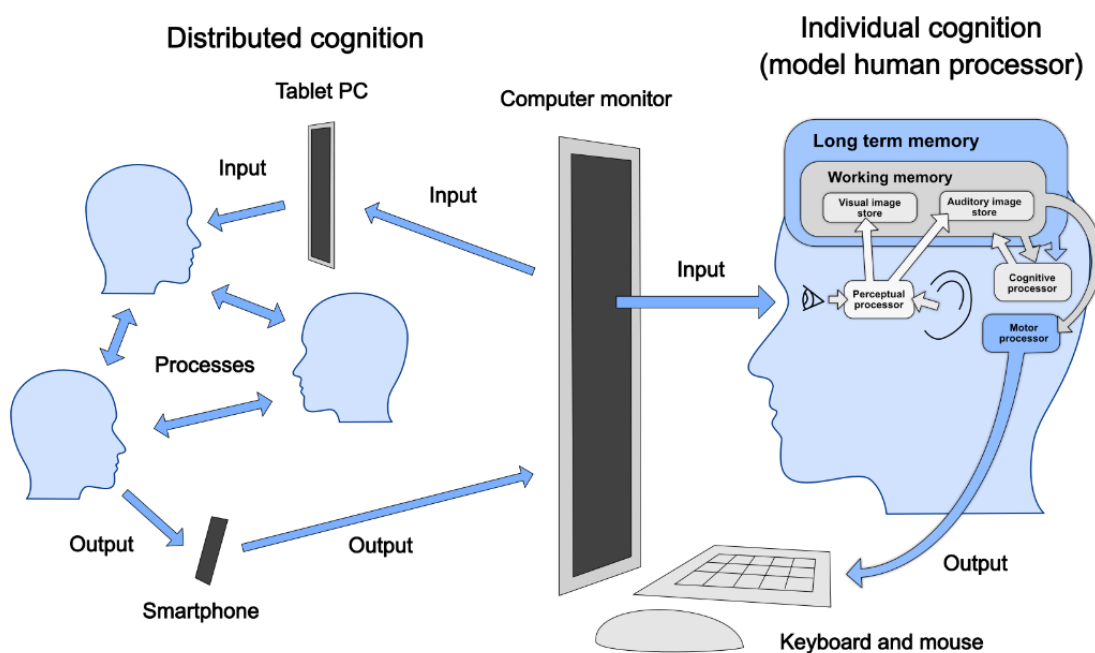 Distributed cognition
Individual cognition
(model human processor)
Tablet PC
Computer monitor
Input
Input
Input
Processes
Output
Output
Smartphone
Long term memory
Working memory
Visual image
store
Auditory image
store
Cognitive
processor
Perceptual
processor
Motor
processor
Output
Keyboard and mouse